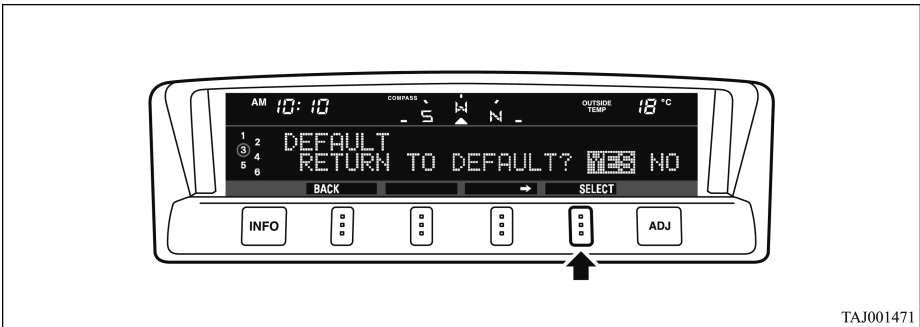 AM 10:10 COMPASS S W N OUTSIDE TEMP 18 °C
1 2 3 4 5 6
DEFAULT
RETURN TO DEFAULT? YES NO
BACK → SELECT
INFO ADJ
TAJ001471